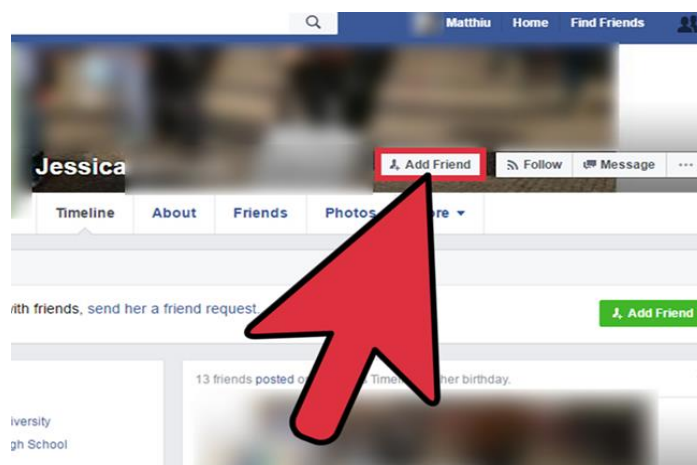 Matthiu Home Find Friends
Jessica
Add Friend Follow Message ...
Timeline About Friends Photos
with friends, send her a friend request.
Add Friend
13 friends posted her birthday.
iversity
gh School